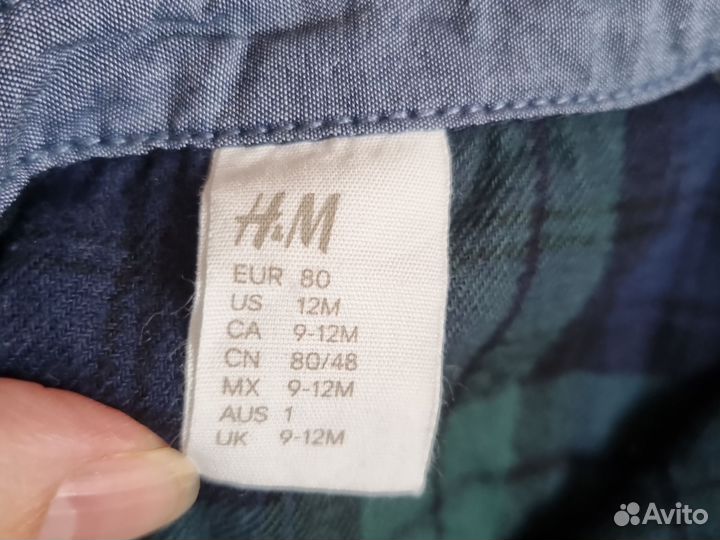 H&M
EUR 80
US 12M
CA 9-12M
CN 80/48
MX 9-12M
AUS 1
UK 9-12M
Avito